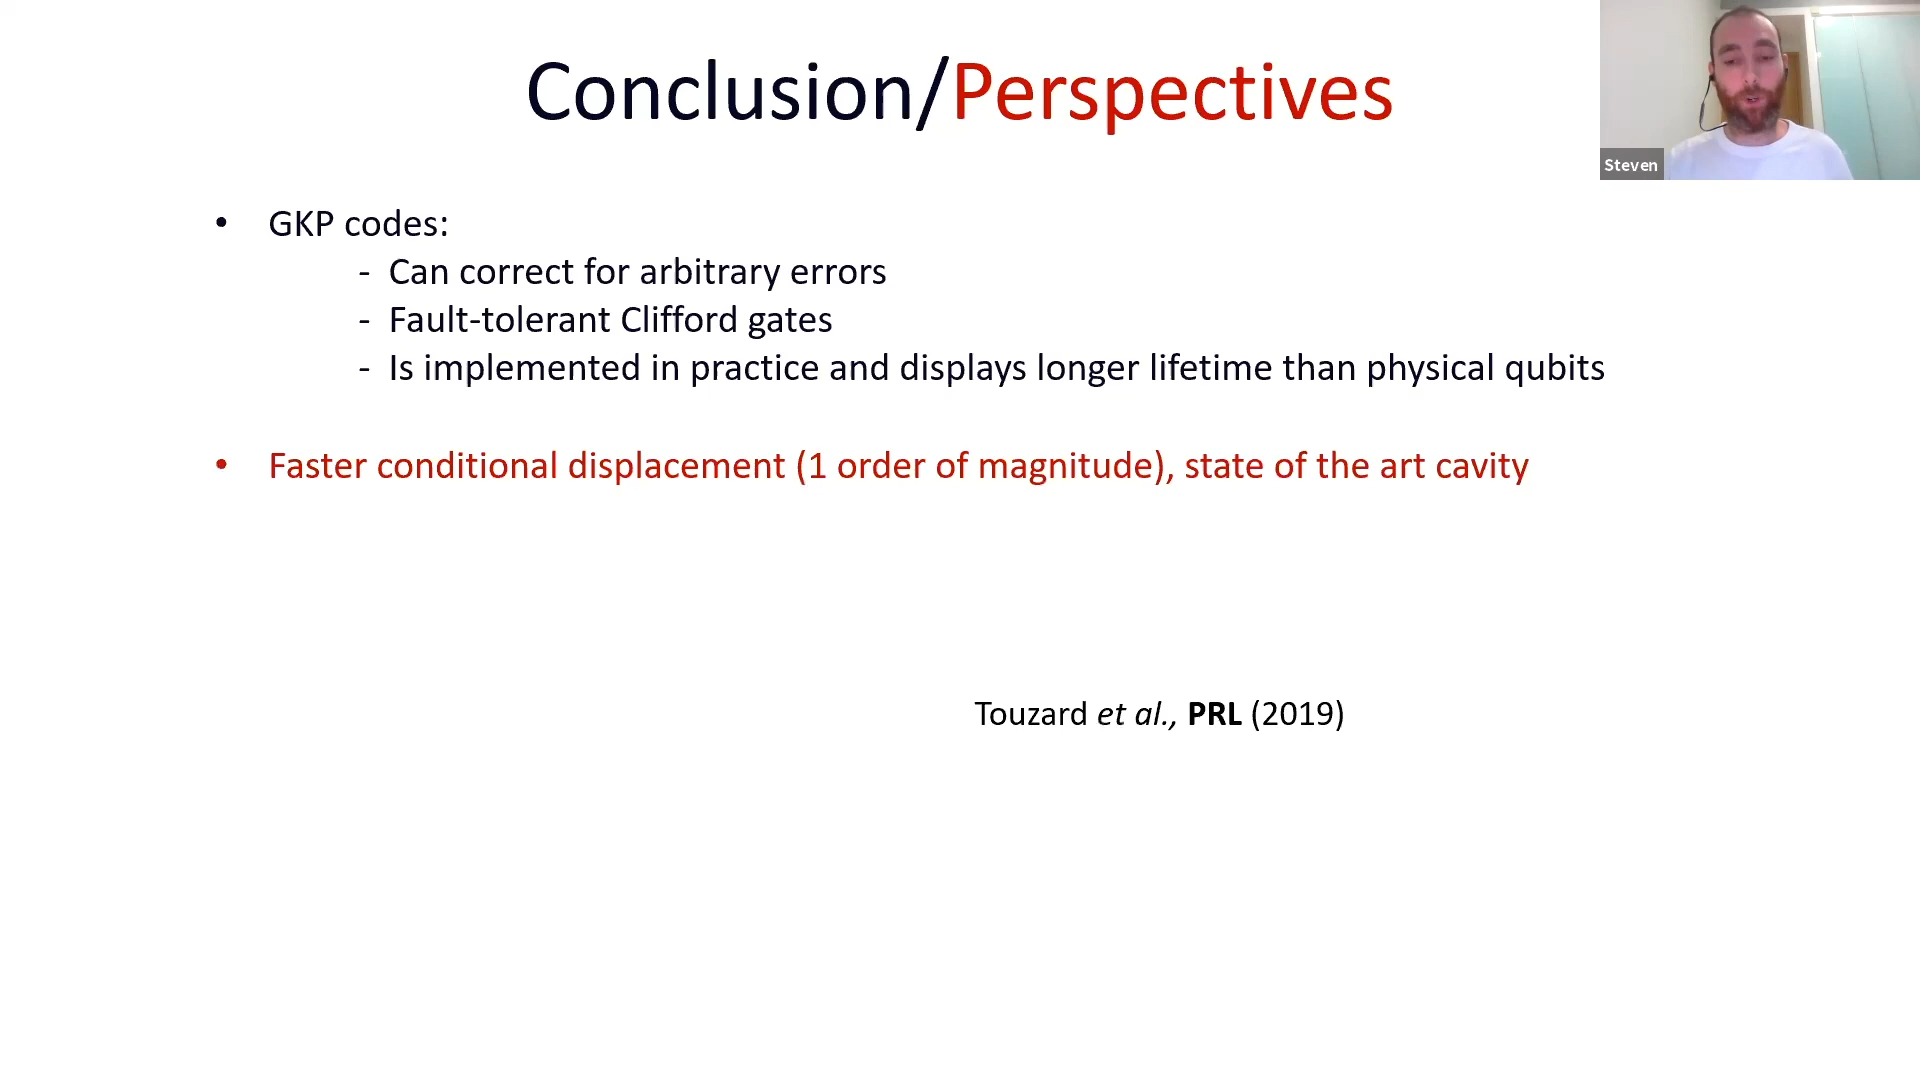 Conclusion/Perspectives
Steven
• GKP codes:
- Can correct for arbitrary errors
- Fault-tolerant Clifford gates
- Is implemented in practice and displays longer lifetime than physical qubits
• Faster conditional displacement (1 order of magnitude), state of the art cavity
Touzard et al., PRL (2019)